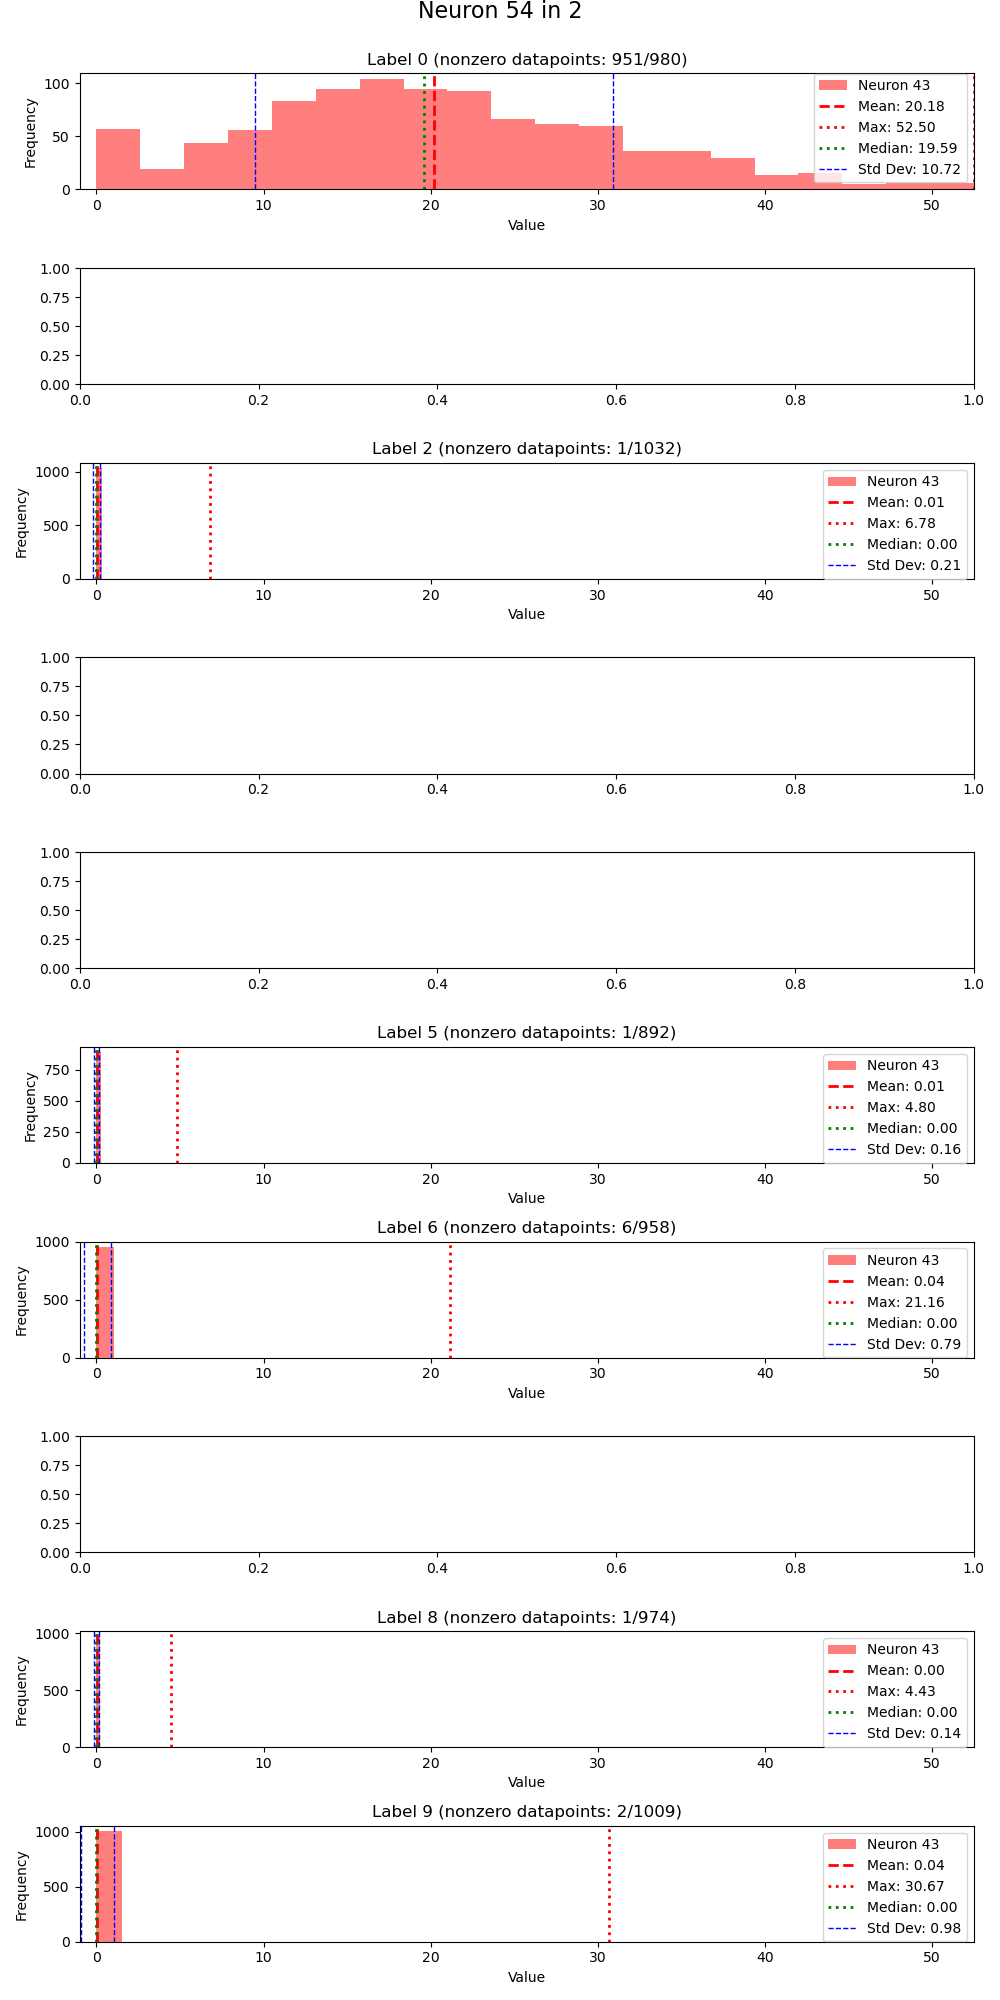 Neuron 54 in 2
Label 0 (nonzero datapoints: 951/980)
100
50
0
Frequency
Neuron 43
Mean: 20.18
Max: 52.50
Median: 19.59
Std Dev: 10.72
0 10 20 30 40 50
Value
1.00
0.75
0.50
0.25
0.00
0.0 0.2 0.4 0.6 0.8 1.0
Label 2 (nonzero datapoints: 1/1032)
1000
500
0
Frequency
Neuron 43
Mean: 0.01
Max: 6.78
Median: 0.00
Std Dev: 0.21
0 10 20 30 40 50
Value
1.00
0.75
0.50
0.25
0.00
0.0 0.2 0.4 0.6 0.8 1.0
1.00
0.75
0.50
0.25
0.00
0.0 0.2 0.4 0.6 0.8 1.0
Label 5 (nonzero datapoints: 1/892)
750
500
250
0
Frequency
Neuron 43
Mean: 0.01
Max: 4.80
Median: 0.00
Std Dev: 0.16
0 10 20 30 40 50
Value
Label 6 (nonzero datapoints: 6/958)
1000
500
0
Frequency
Neuron 43
Mean: 0.04
Max: 21.16
Median: 0.00
Std Dev: 0.79
0 10 20 30 40 50
Value
1.00
0.75
0.50
0.25
0.00
0.0 0.2 0.4 0.6 0.8 1.0
Label 8 (nonzero datapoints: 1/974)
1000
500
0
Frequency
Neuron 43
Mean: 0.00
Max: 4.43
Median: 0.00
Std Dev: 0.14
0 10 20 30 40 50
Value
Label 9 (nonzero datapoints: 2/1009)
1000
500
0
Frequency
Neuron 43
Mean: 0.04
Max: 30.67
Median: 0.00
Std Dev: 0.98
0 10 20 30 40 50
Value